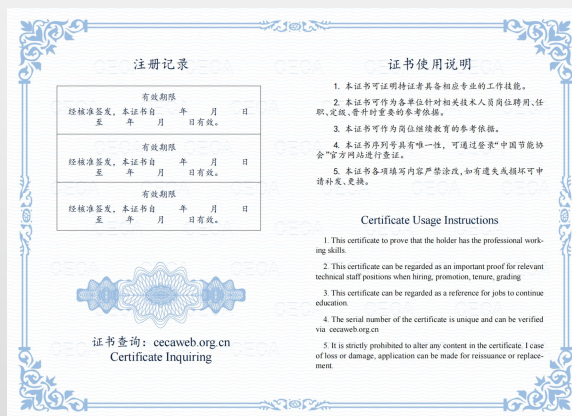 注册记录
有效期限
经核准签发，本证书自 年 月 日
至 年 月 日有效。
有效期限
经核准签发，本证书自 年 月 日
至 年 月 日有效。
有效期限
经核准签发，本证书自 年 月 日
至 年 月 日有效。
证书查询：cecaweb.org.cn
Certificate Inquiring
证书使用说明
1. 本证书可证明持证者具备相应专业的工作技能。
2. 本证书可作为各单位针对相关技术人员岗位聘用、任
职、定级、晋升时重要的参考依据。
3. 本证书可作为岗位继续教育的参考依据。
4. 本证书序列号具有唯一性，可通过登录“中国节能协
会”官方网站进行查证。
5. 本证书各项填写内容严禁涂改，如有遗失或损坏可申
请补发、更换。
Certificate Usage Instructions
1. This certificate to prove that the holder has the professional work-
ing skills.
2. This certificate can be regarded as an important proof for relevant
technical staff positions when hiring, promotion, tenure, grading
3. This certificate can be regarded as a reference for jobs to continue
education.
4. The serial number of the certificate is unique and can be verified
via cecaweb.org.cn
5. It is strictly prohibited to alter any content in the certificate. I case
of loss or damage, application can be made for reissuance or replace-
ment.